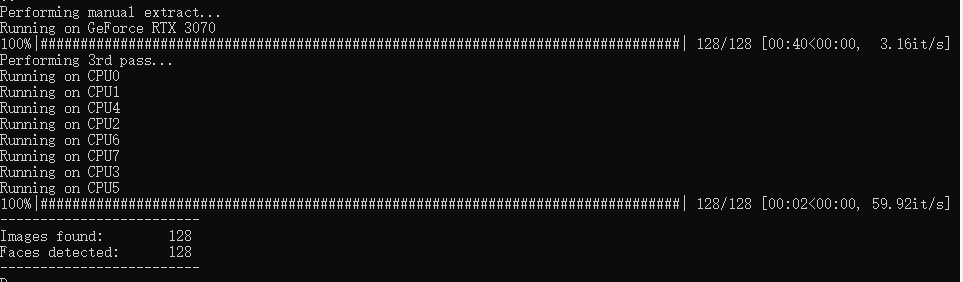 Performing manual extract...
Running on GeForce RTX 3070
100%|################################################################################| 128/128 [00:40<00:00,  3.16it/s]
Performing 3rd pass...
Running on CPU0
Running on CPU1
Running on CPU4
Running on CPU2
Running on CPU6
Running on CPU7
Running on CPU3
Running on CPU5
100%|################################################################################| 128/128 [00:02<00:00, 59.92it/s]
-------------------------
Images found:        128
Faces detected:      128
-------------------------